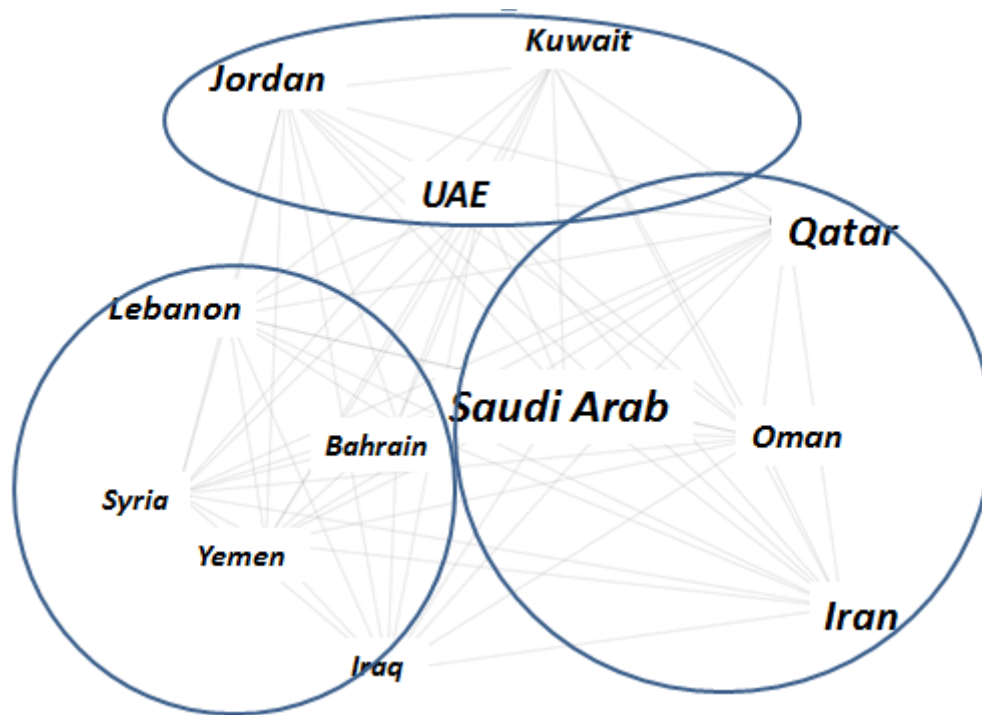 Kuwait
Jordan
UAE
Qatar
Lebanon
Saudi Arab
Bahrain
Oman
Syria
Yemen
Iran
Iraq